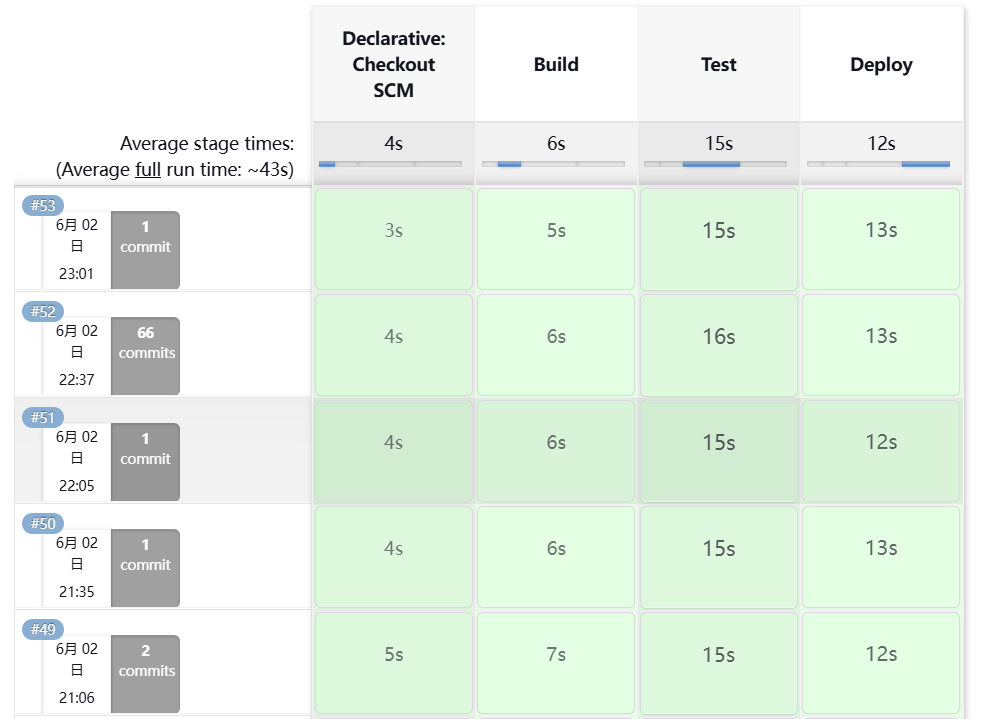 Declarative:
Checkout
SCM
Build
Test
Deploy
Average stage times:
(Average full run time: ~43s)
4s
6s
15s
12s
#53
6月 02
日
23:01
1
commit
3s
5s
15s
13s
#52
6月 02
日
22:37
66
commits
4s
6s
16s
13s
#51
6月 02
日
22:05
1
commit
4s
6s
15s
12s
#50
6月 02
日
21:35
1
commit
4s
6s
15s
13s
#49
6月 02
日
21:06
2
commits
5s
7s
15s
12s